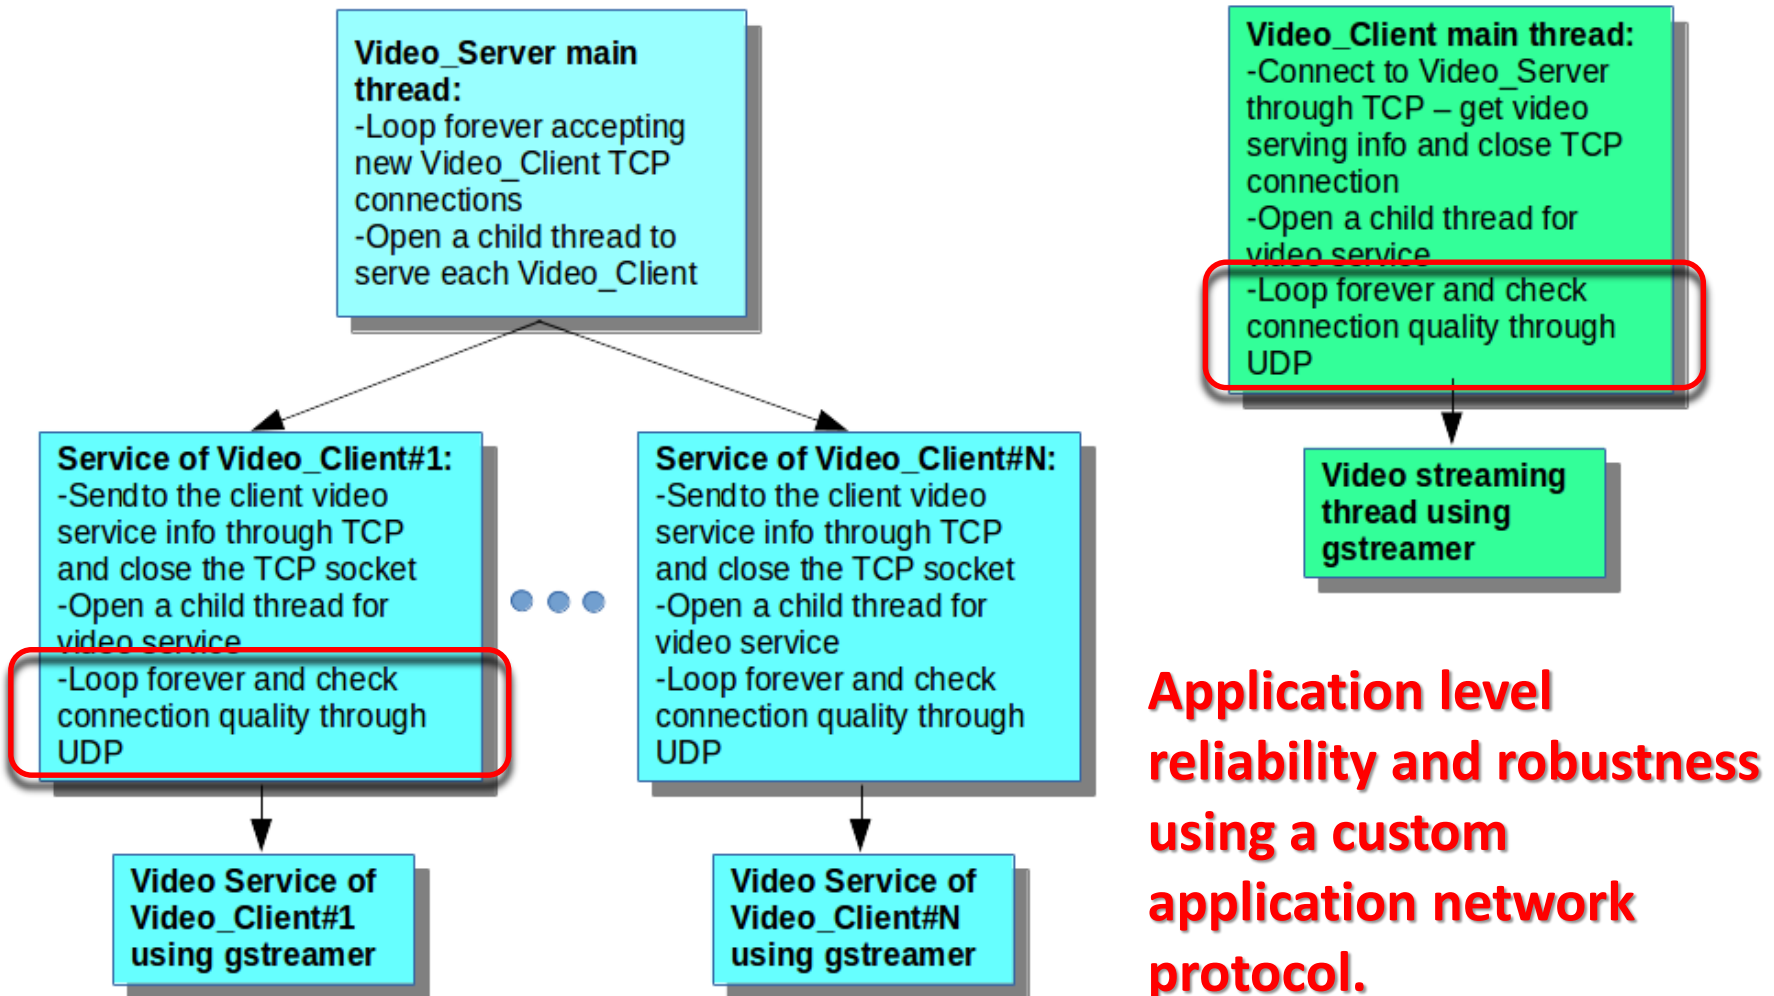 Video_Server main
thread:
-Loop forever accepting
new Video_Client TCP
connections
-Open a child thread to
serve each Video_Client
Video_Client main thread:
-Connect to Video_Server
through TCP – get video
serving info and close TCP
connection
-Open a child thread for
video service
-Loop forever and check
connection quality through
UDP
Service of Video_Client#1:
-Sendto the client video
service info through TCP
and close the TCP socket
-Open a child thread for
video service
-Loop forever and check
connection quality through
UDP
Service of Video_Client#N:
-Sendto the client video
service info through TCP
and close the TCP socket
-Open a child thread for
video service
-Loop forever and check
connection quality through
UDP
Video streaming
thread using
gstreamer
Video Service of
Video_Client#1
using gstreamer
Video Service of
Video_Client#N
using gstreamer
Application level
reliability and robustness
using a custom
application network
protocol.